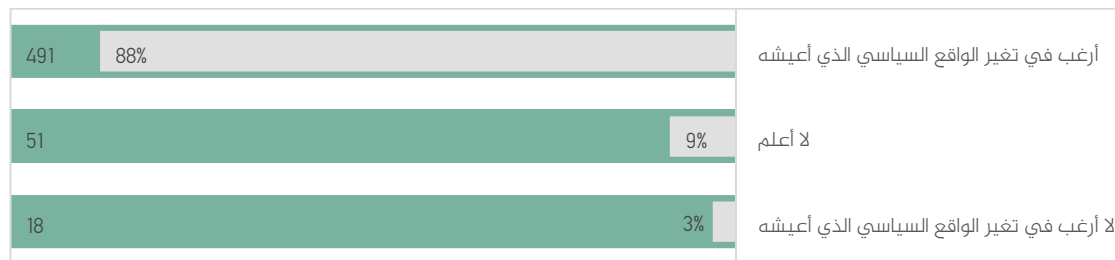 أرغب في تغير الواقع السياسي الذي أعيشه 88% 491
لا أعلم 9% 51
لا أرغب في تغير الواقع السياسي الذي أعيشه 3% 18